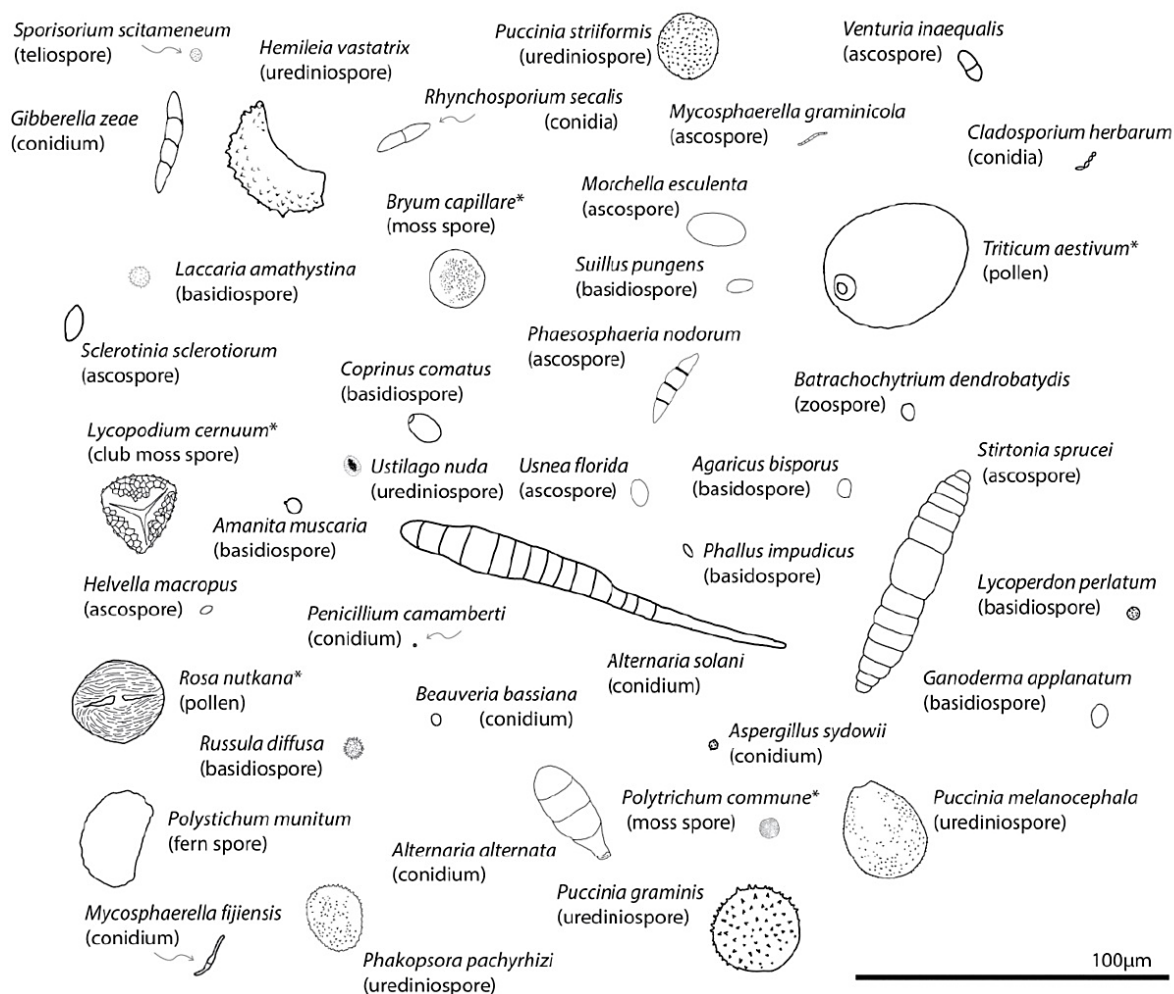 Sporisorium scitameneum
(teliospore)
Hemileia vastatrix
(urediniospore)
Puccinia striiformis
(urediniospore)
Venturia inaequalis
(ascospore)
Gibberella zeae
(conidium)
Rhynchosporium secalis
(conidia)
Mycosphaerella graminicola
(ascospore)
Cladosporium herbarum
(conidia)
Bryum capillare*
(moss spore)
Morchella esculenta
(ascospore)
Triticum aestivum*
(pollen)
Laccaria amathystina
(basidiospore)
Suillus pungens
(basidiospore)
Sclerotinia sclerotiorum
(ascospore)
Phaesosphaeria nodorum
(ascospore)
Coprinus comatus
(basidiospore)
Batrachochytrium dendrobatydis
(zoospore)
Lycopodium cernuum*
(club moss spore)
Ustilago nuda
(urediniospore)
Usnea florida
(ascospore)
Agaricus bisporus
(basidospore)
Stirtonia sprucei
(ascospore)
Amanita muscaria
(basidiospore)
Phallus impudicus
(basidospore)
Helvella macropus
(ascospore)
Lycoperdon perlatum
(basidiospore)
Penicillium camamberti
(conidium)
Alternaria solani
(conidium)
Rosa nutkana*
(pollen)
Beauveria bassiana
(conidium)
Ganoderma applanatum
(basidiospore)
Russula diffusa
(basidiospore)
Aspergillus sydowii
(conidium)
Polystichum munitum
(fern spore)
Alternaria alternata
(conidium)
Polytrichum commune*
(moss spore)
Puccinia melanocephala
(urediniospore)
Mycosphaerella fijiensis
(conidium)
Phakopsora pachyrhizi
(urediniospore)
Puccinia graminis
(urediniospore)
100µm